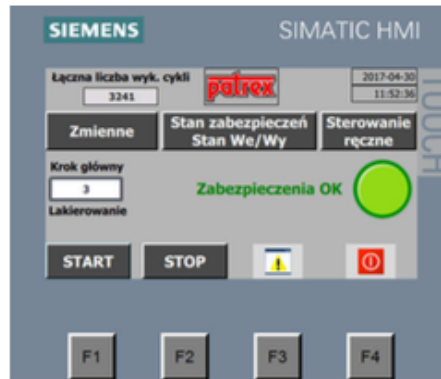 SIEMENS
SIMATIC HMI
TOUCH
Łączna liczba wyk. cykli
3241
patrex
2017-04-30
11:52:36
Zmienne
Stan zabezpieczeń
Stan We/Wy
Sterowanie
ręczne
Krok główny
3
Lakierowanie
Zabezpieczenia OK
START
STOP
F1
F2
F3
F4